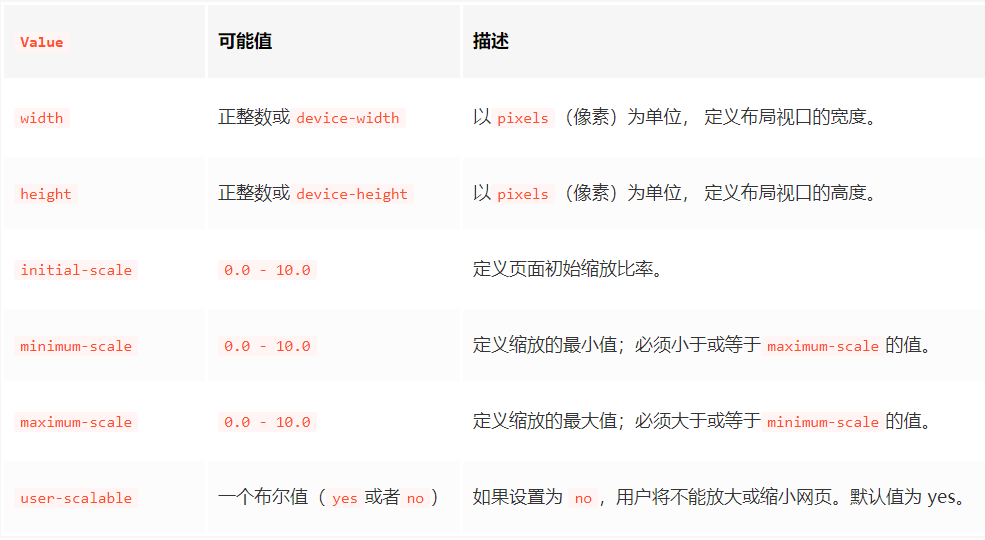 Value 可能值 描述
width 正整数或 device-width 以 pixels （像素）为单位， 定义布局视口的宽度。
height 正整数或 device-height 以 pixels （像素）为单位， 定义布局视口的高度。
initial-scale 0.0 - 10.0 定义页面初始缩放比率。
minimum-scale 0.0 - 10.0 定义缩放的最小值；必须小于或等于 maximum-scale 的值。
maximum-scale 0.0 - 10.0 定义缩放的最大值；必须大于或等于 minimum-scale 的值。
user-scalable 一个布尔值（ yes 或者 no ） 如果设置为 no ，用户将不能放大或缩小网页。默认值为 yes。